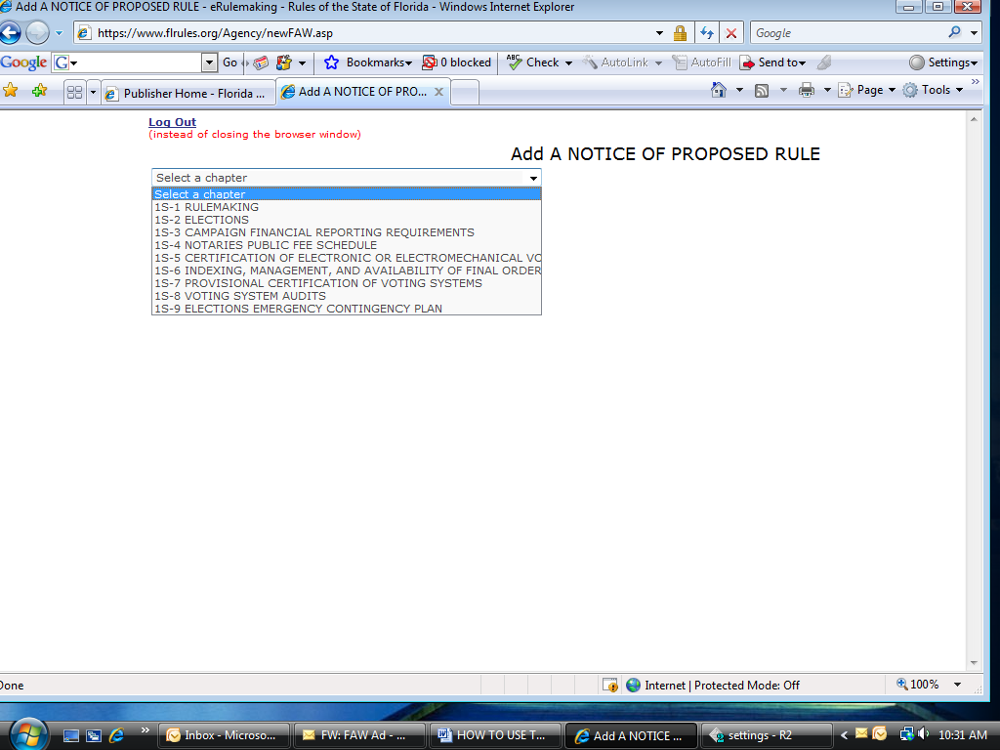 Add A NOTICE OF PROPOSED RULE - eRulemaking - Rules of the State of Florida - Windows Internet Explorer
https://www.flrules.org/Agency/newFAW.asp
Google
Google G Go Bookmarks 0 blocked ABC Check AutoLink AutoFill Send to Settings
Publisher Home - Florida ... Add A NOTICE OF PRO... Page Tools
Log Out
(instead of closing the browser window)
Add A NOTICE OF PROPOSED RULE
Select a chapter
Select a chapter
1S-1 RULEMAKING
1S-2 ELECTIONS
1S-3 CAMPAIGN FINANCIAL REPORTING REQUIREMENTS
1S-4 NOTARIES PUBLIC FEE SCHEDULE
1S-5 CERTIFICATION OF ELECTRONIC OR ELECTROMECHANICAL VO
1S-6 INDEXING, MANAGEMENT, AND AVAILABILITY OF FINAL ORDER
1S-7 PROVISIONAL CERTIFICATION OF VOTING SYSTEMS
1S-8 VOTING SYSTEM AUDITS
1S-9 ELECTIONS EMERGENCY CONTINGENCY PLAN
Done Internet | Protected Mode: Off 100%
Inbox - Microso... FW: FAW Ad - ... HOW TO USE T... Add A NOTICE ... settings - R2 10:31 AM